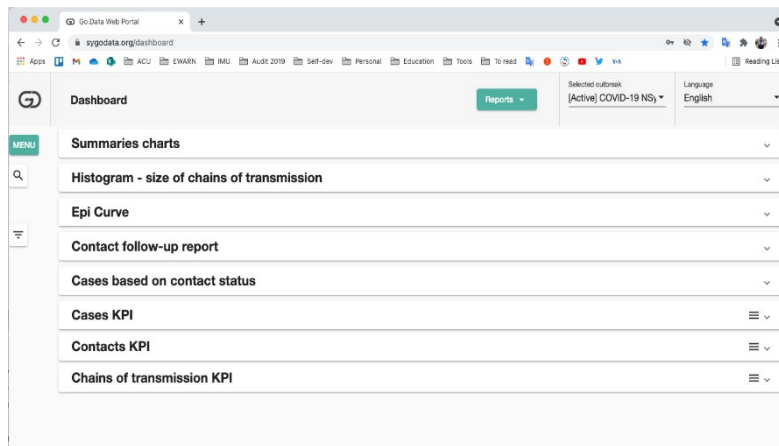 Go.Data Web Portal
sygodata.org/dashboard
Apps ACU EWARN IMU Audit 2019 Self-dev Personal Education Tools To read Reading Lis
Dashboard
Reports
Selected outbreak
[Active] COVID-19 NSy
Language
English
MENU
Summaries charts
Histogram - size of chains of transmission
Epi Curve
Contact follow-up report
Cases based on contact status
Cases KPI
Contacts KPI
Chains of transmission KPI